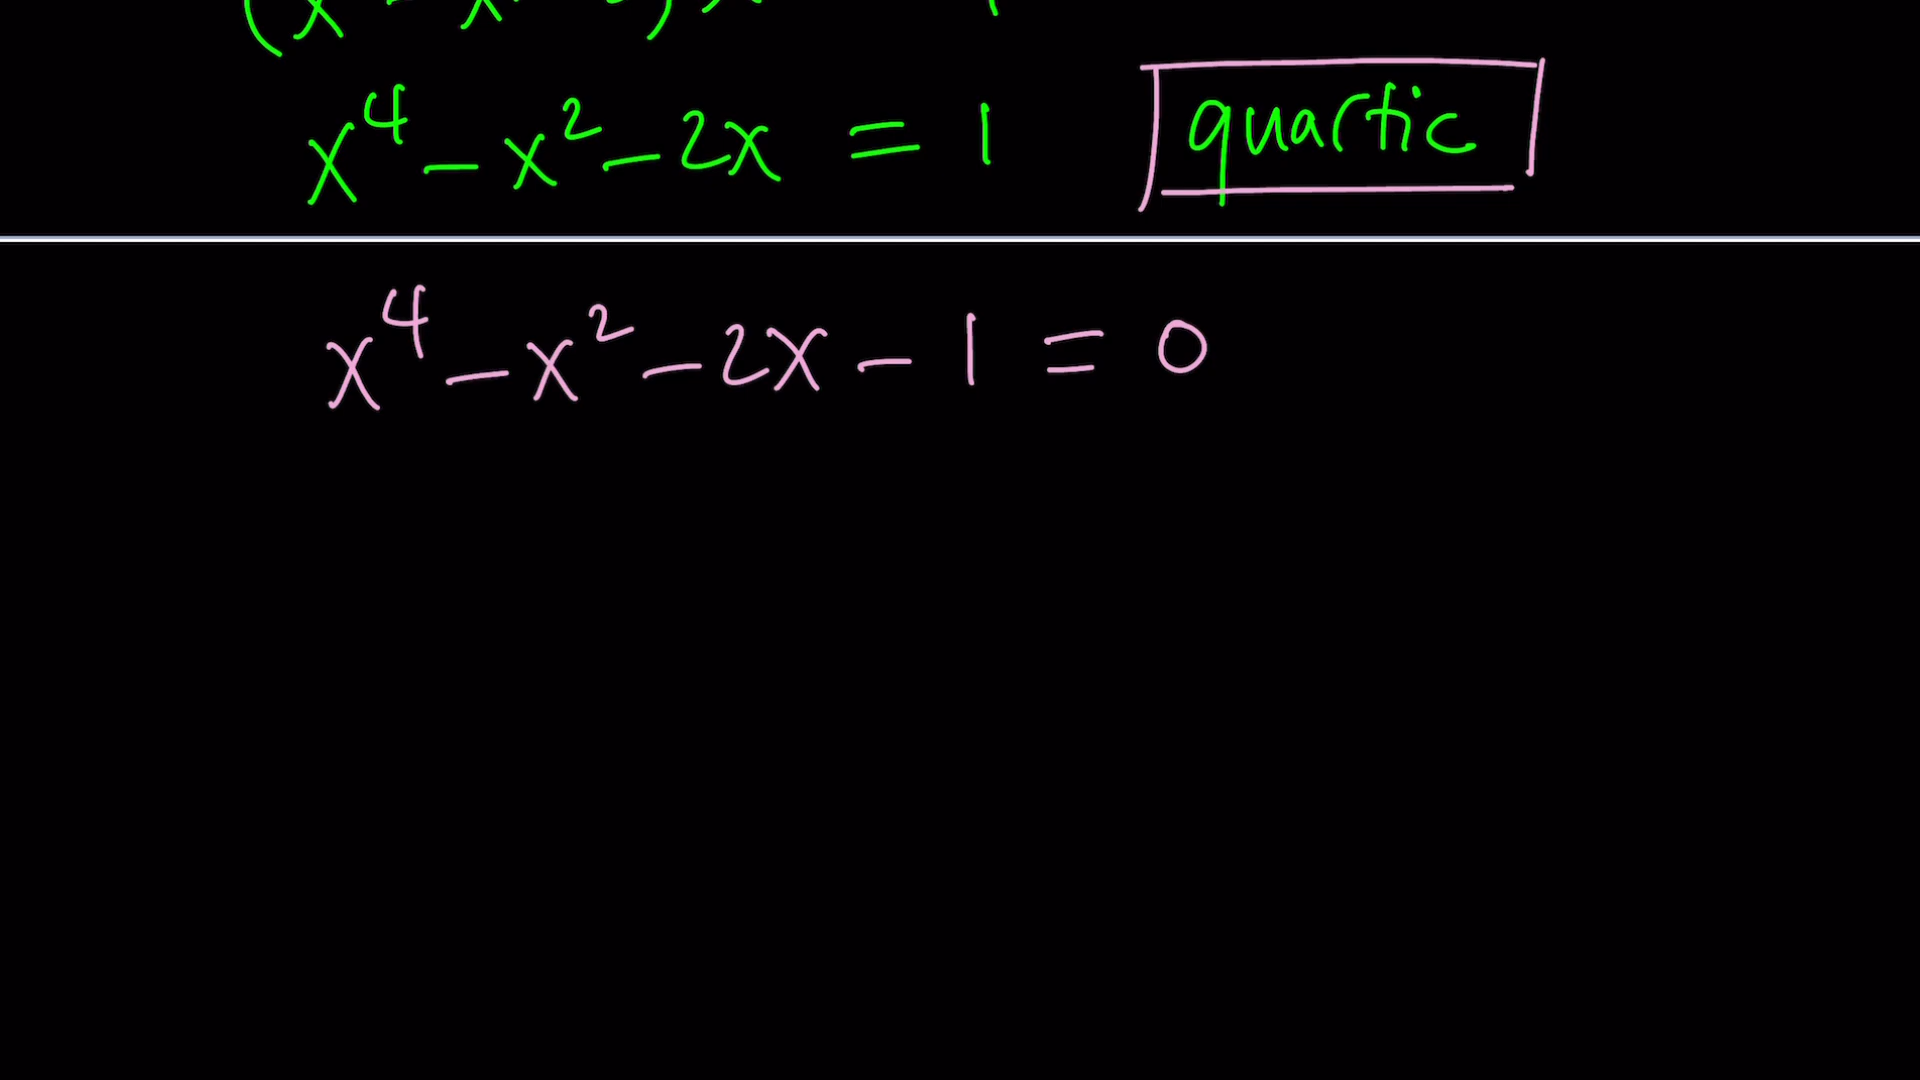 x⁴ - x² - 2x = 1 quartic
x⁴ - x² - 2x - 1 = 0